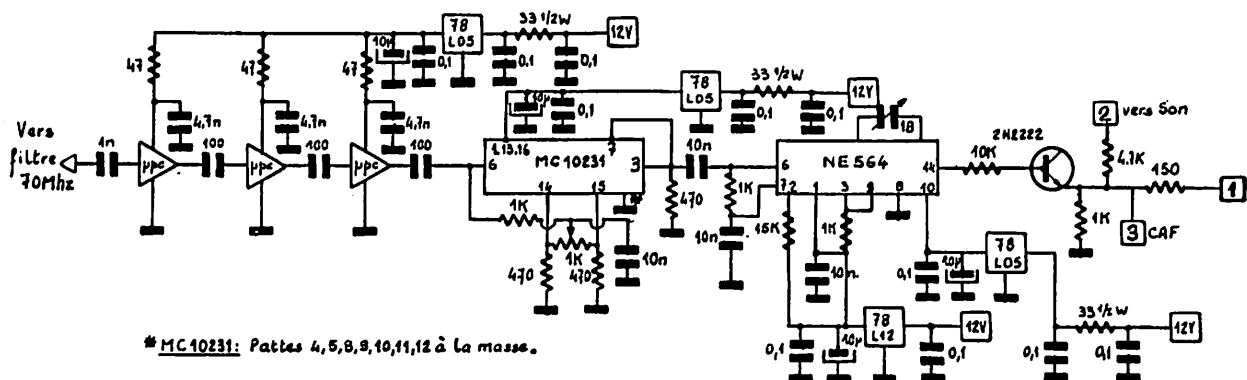 78
L05
33 1/2W
12V
10µ
0,1
0,1
0,1
47
47
47
4,7n
4,7n
4,7n
Vers
filtre
70Mhz
1n
µpc
100
µpc
100
µpc
100
78
L05
33 1/2W
12V
10µ
0,1
0,1
0,1
18
1.13.16
7
6
MC10231
3
14
15
*
10n
470
1K
10n
1K
1K
470
470
10n
6
NE564
7
2
1
3
9
8
10
10K
2N2222
2
vers Son
4,7K
150
1
1K
3
CAF
15K
1K
10n
0,1
10µ
78
L05
78
L12
12V
0,1
10µ
0,1
33 1/2W
12V
0,1
0,1
* MC10231: Pattes 4,5,8,9,10,11,12 à la masse.